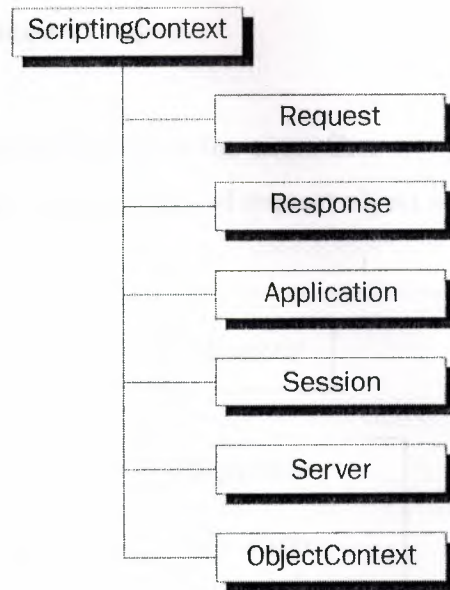 ScriptingContext
Request
Response
Application
Session
Server
ObjectContext